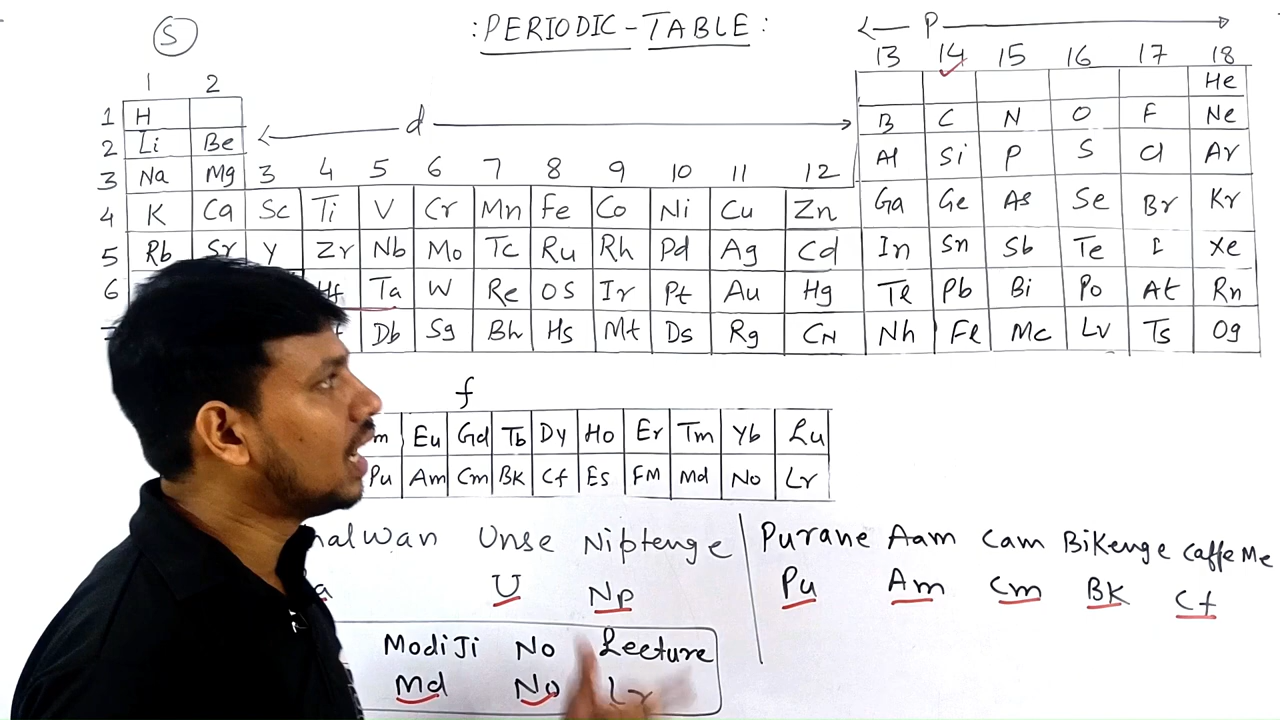 S :PERIODIC-TABLE: P
13 14 15 16 17 18
1 2 He
1 H d B C N O F Ne
2 Li Be Al Si P S Cl Ar
3 Na Mg 3 4 5 6 7 8 9 10 11 12
4 K Ca Sc Ti V Cr Mn Fe Co Ni Cu Zn Ga Ge As Se Br Kr
5 Rb Sr Y Zr Nb Mo Tc Ru Rh Pd Ag Cd In Sn Sb Te I Xe
6 Hf Ta W Re OS Ir Pt Au Hg Tl Pb Bi Po At Rn
Db Sg Bh Hs Mt Ds Rg CN Nh Fl Mc Lv Ts Og
f
m Eu Gd Tb Dy Ho Er Tm Yb Lu
Pu Am Cm BK Cf Es FM Md No Lr
halwan Unse Niptenge Purane Aam Cam BiKenge CaffeMe
a U Np Pu Am Cm BK Cf
ModiJi No Lecture
Md No Lr